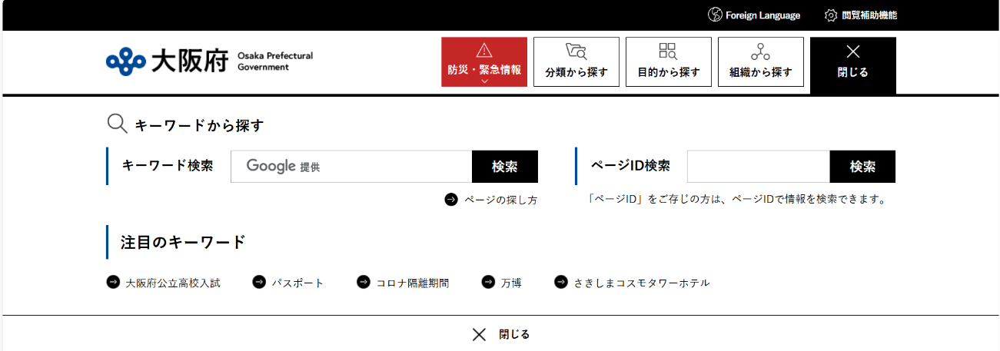 Foreign Language 閲覧補助機能
大阪府 Osaka Prefectural
Government
防災・緊急情報 分類から探す 目的から探す 組織から探す 閉じる
キーワードから探す
キーワード検索 Google 提供 検索 ページID検索 検索
ページの探し方 「ページID」をご存じの方は、ページIDで情報を検索できます。
注目のキーワード
大阪府公立高校入試 パスポート コロナ隔離期間 万博 さきしまコスモタワーホテル
閉じる